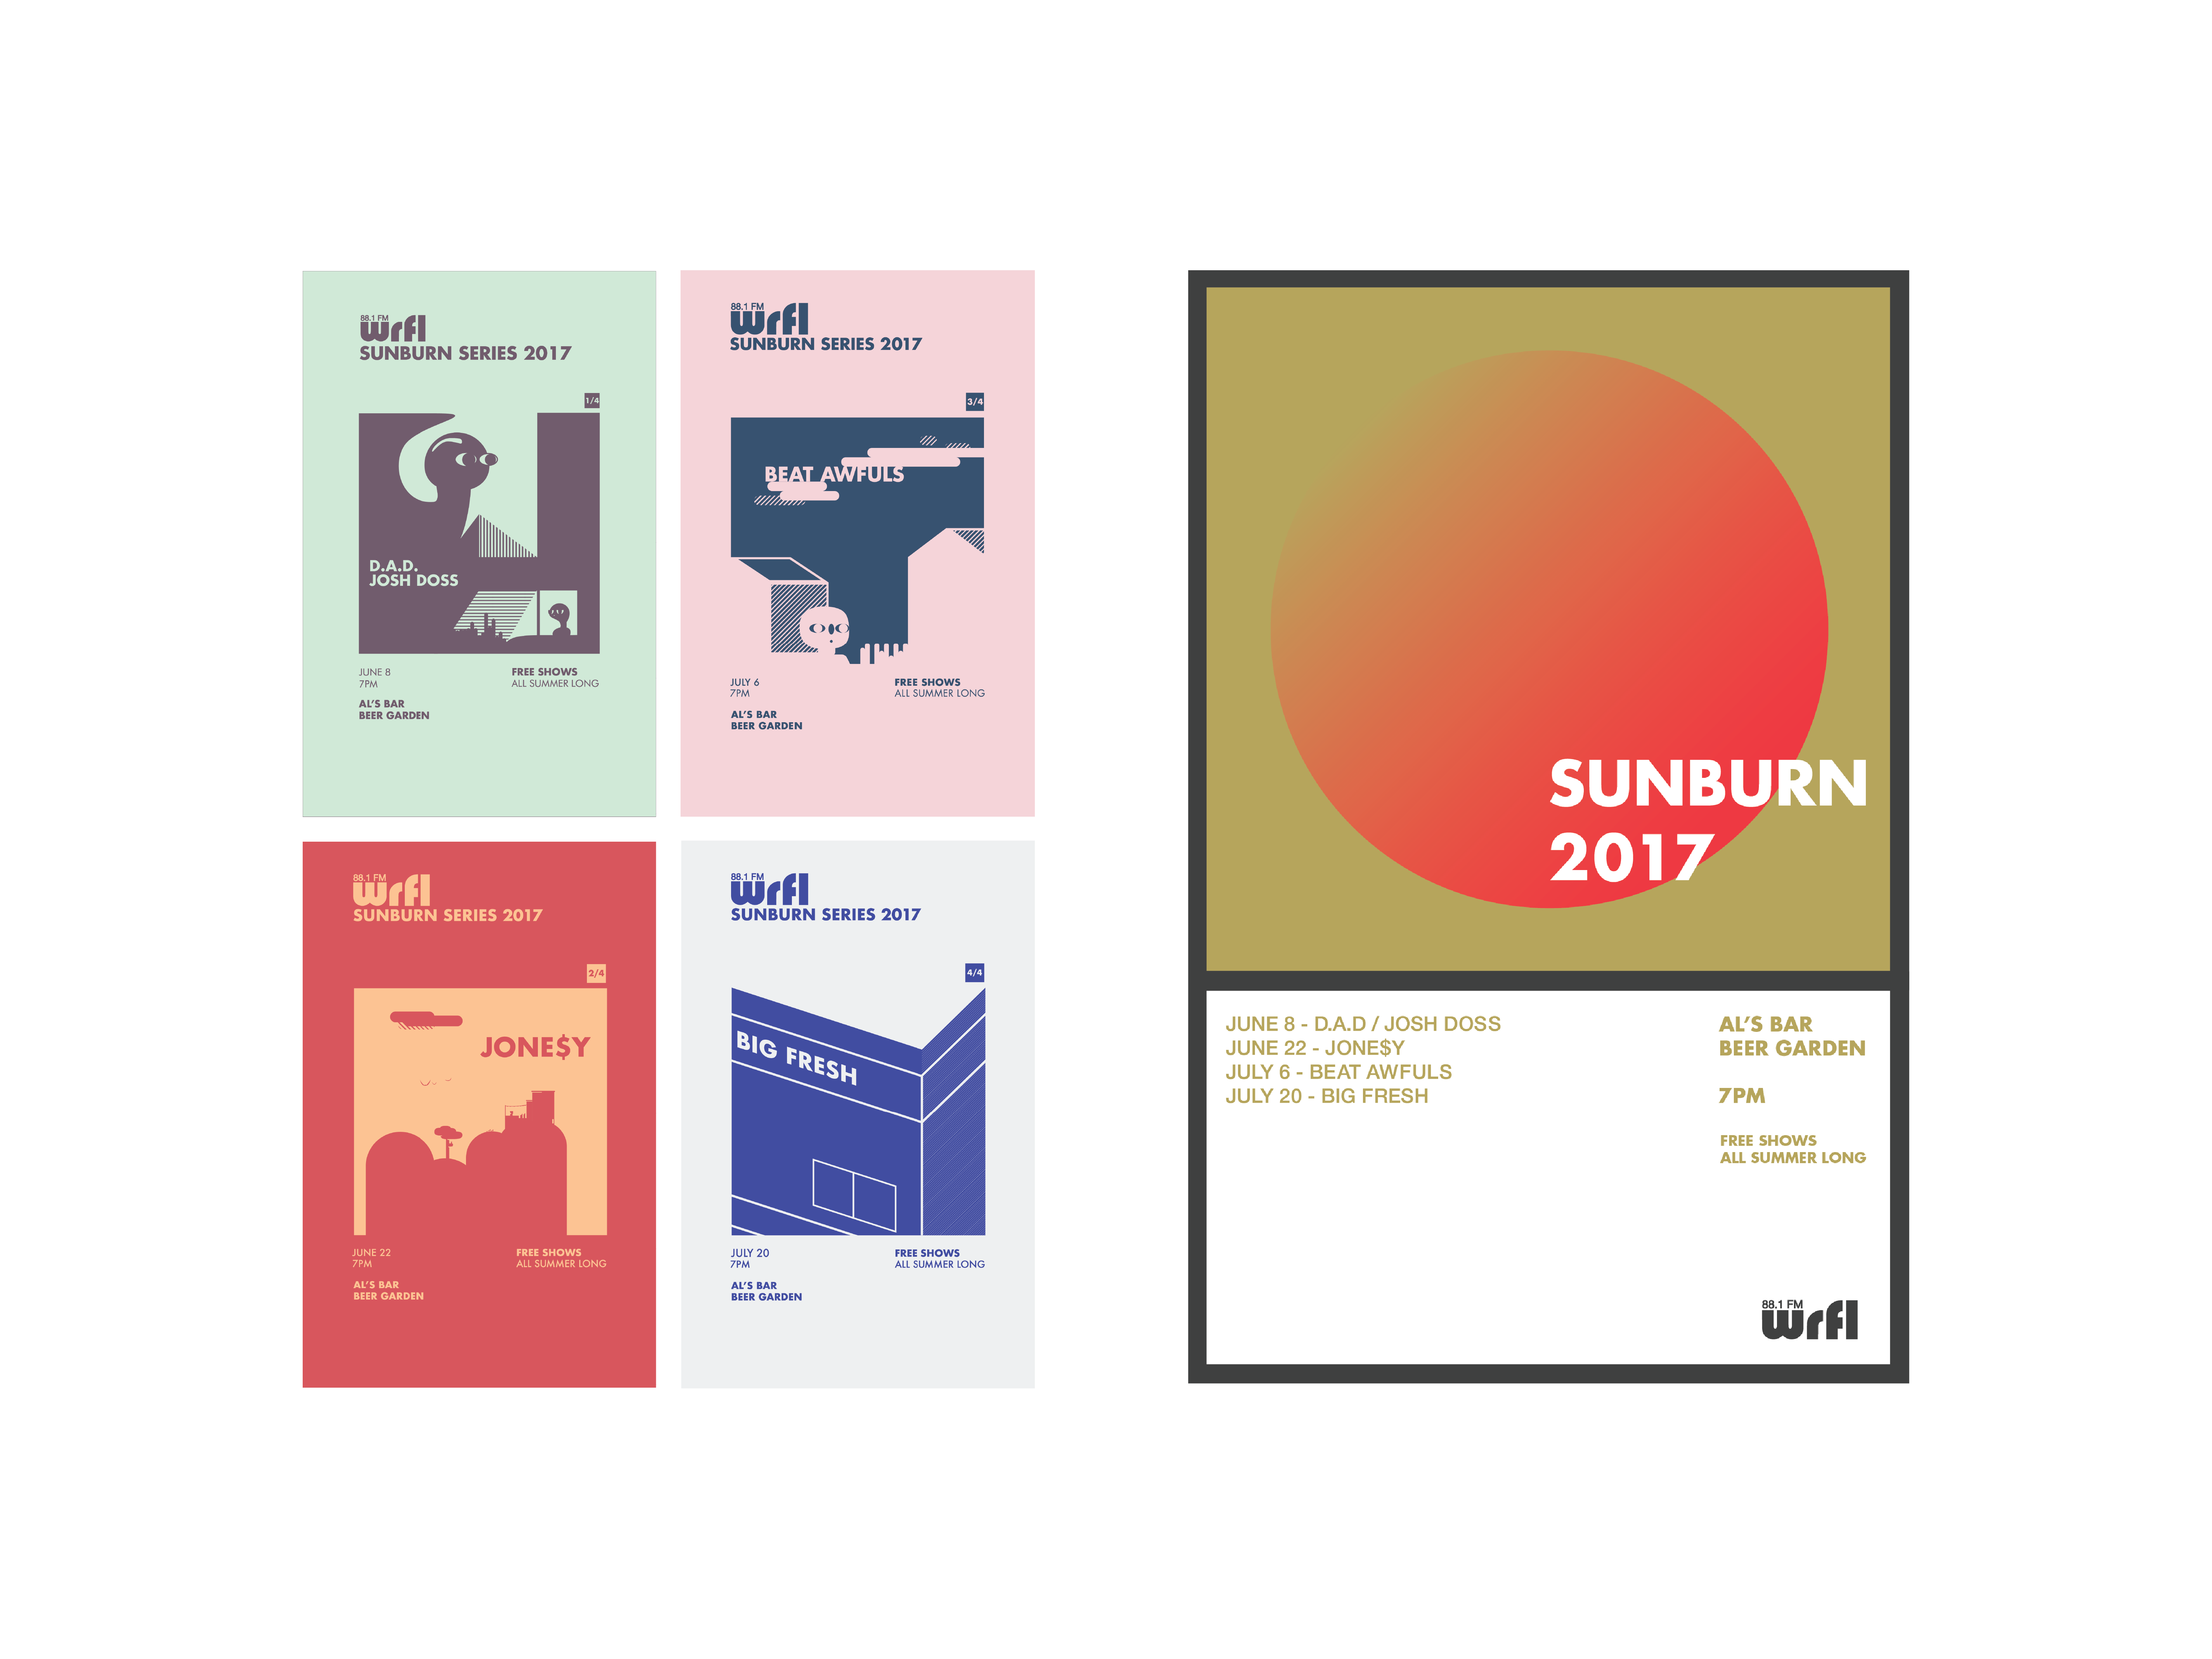 88.1 FM
wrfl
SUNBURN SERIES 2017
1/4
D.A.D.
JOSH DOSS
JUNE 8
7PM
AL'S BAR
BEER GARDEN
FREE SHOWS
ALL SUMMER LONG
88.1 FM
wrfl
SUNBURN SERIES 2017
3/4
BEAT AWFULS
JULY 6
7PM
AL'S BAR
BEER GARDEN
FREE SHOWS
ALL SUMMER LONG
88.1 FM
wrfl
SUNBURN SERIES 2017
2/4
JONE$Y
JUNE 22
7PM
AL'S BAR
BEER GARDEN
FREE SHOWS
ALL SUMMER LONG
88.1 FM
wrfl
SUNBURN SERIES 2017
4/4
BIG FRESH
JULY 20
7PM
AL'S BAR
BEER GARDEN
FREE SHOWS
ALL SUMMER LONG
SUNBURN
2017
JUNE 8 - D.A.D / JOSH DOSS
JUNE 22 - JONE$Y
JULY 6 - BEAT AWFULS
JULY 20 - BIG FRESH
AL'S BAR
BEER GARDEN
7PM
FREE SHOWS
ALL SUMMER LONG
88.1 FM
wrfl